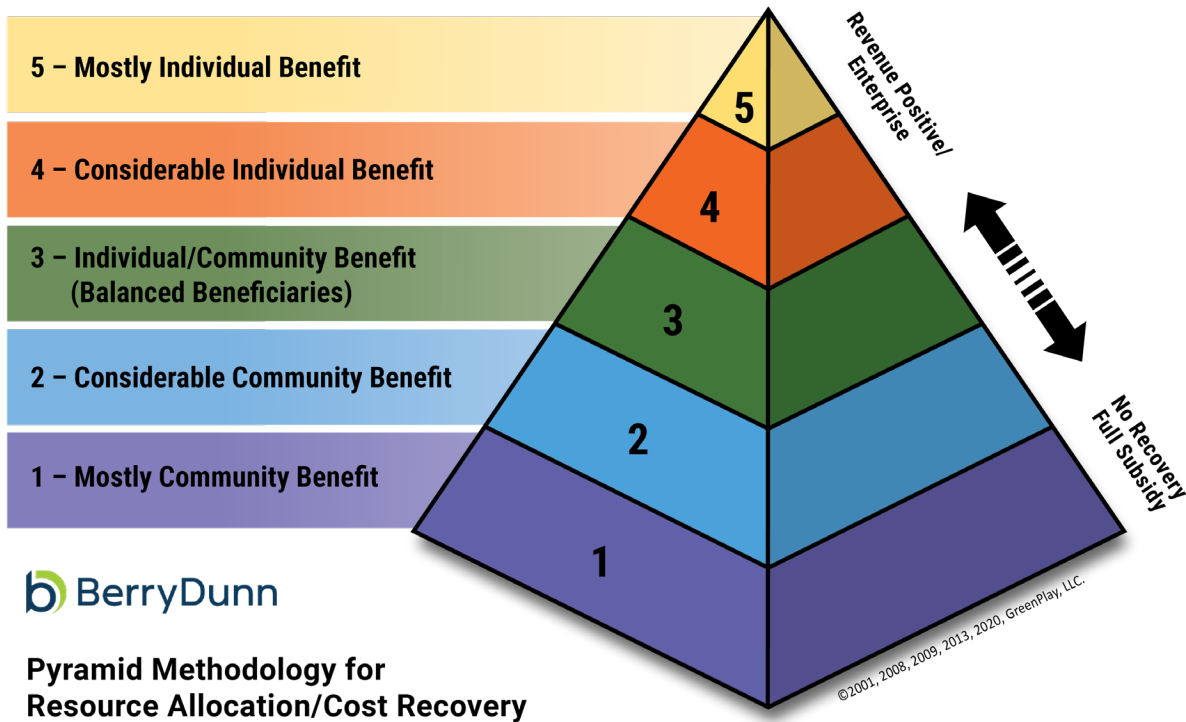 5 – Mostly Individual Benefit
4 – Considerable Individual Benefit
3 – Individual/Community Benefit
(Balanced Beneficiaries)
2 – Considerable Community Benefit
1 – Mostly Community Benefit
5
4
3
2
1
Revenue Positive/
Enterprise
No Recovery
Full Subsidy
©2001, 2008, 2009, 2013, 2020, GreenPlay, LLC.
b BerryDunn
Pyramid Methodology for
Resource Allocation/Cost Recovery